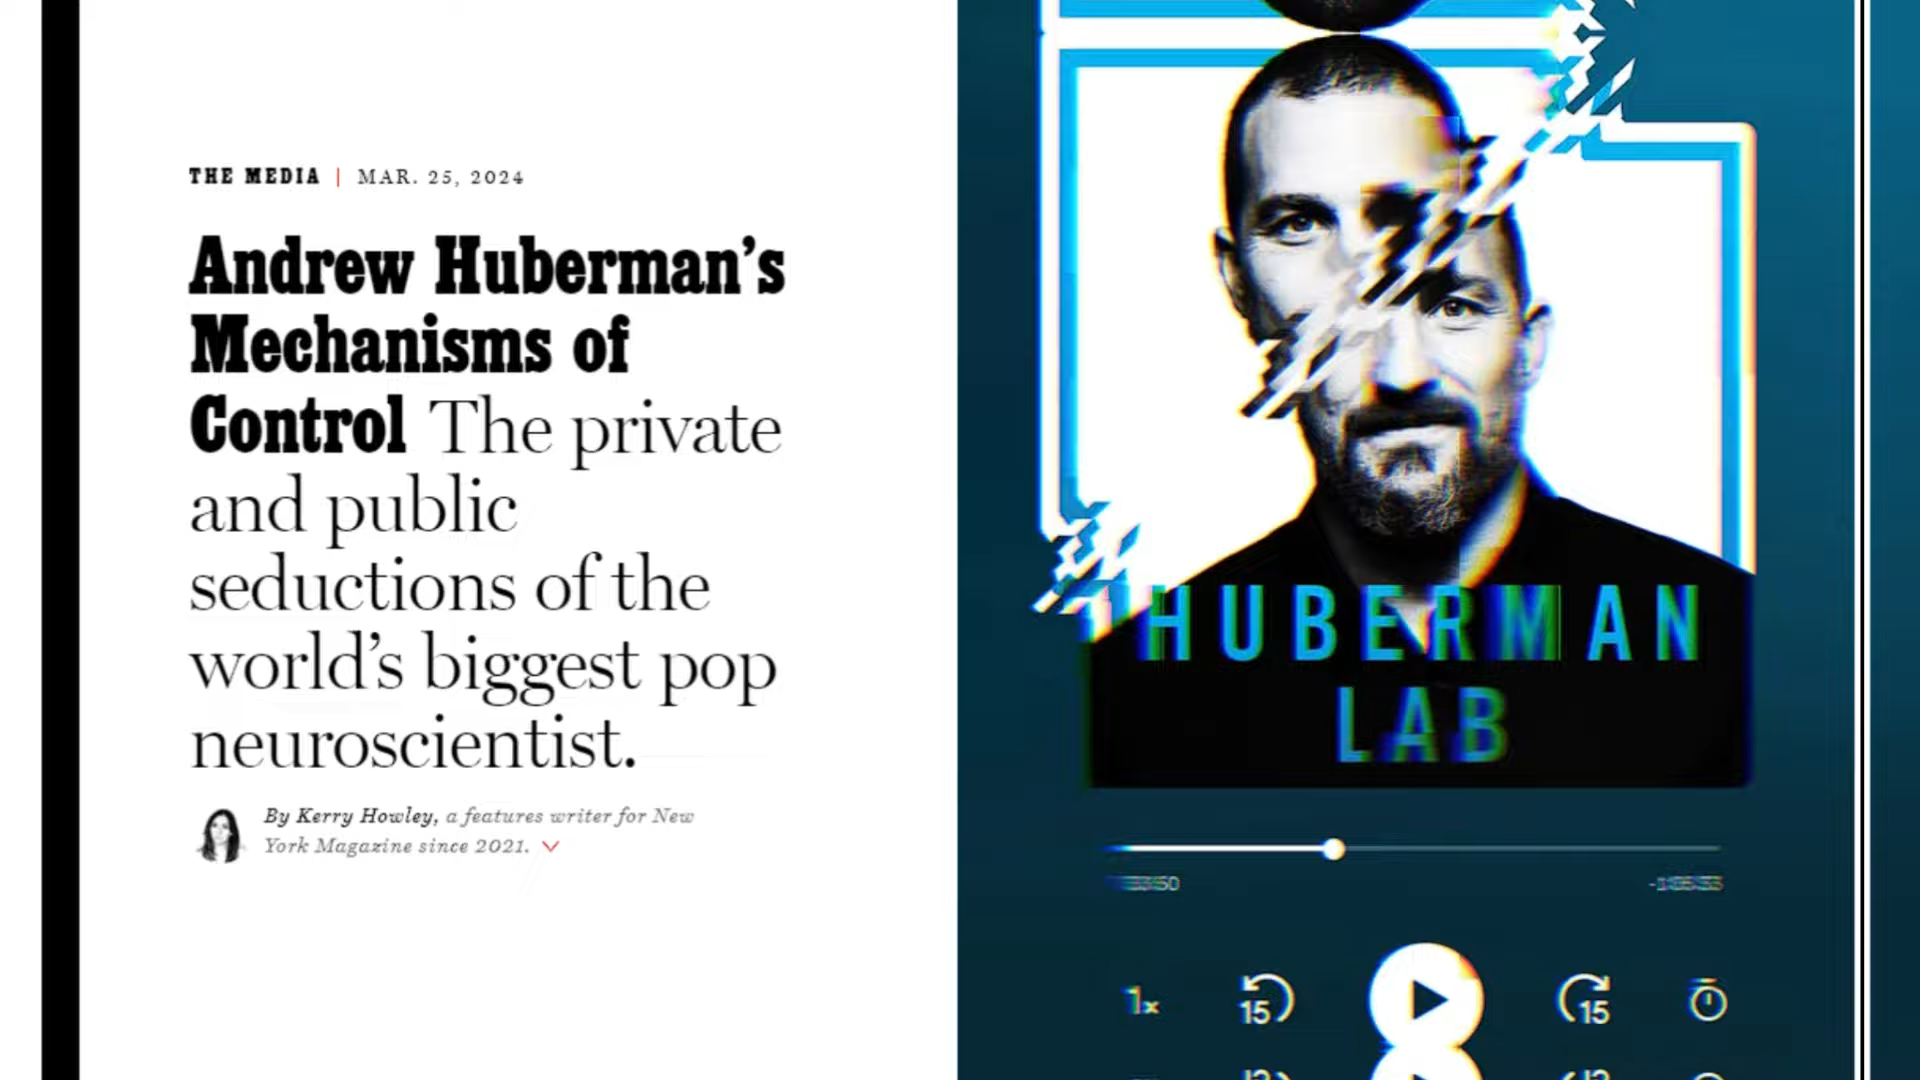 THE MEDIA | MAR. 25, 2024
Andrew Huberman's
Mechanisms of
Control The private
and public
seductions of the
world's biggest pop
neuroscientist.
By Kerry Howley, a features writer for New
York Magazine since 2021.
HUBERMAN
LAB
1x
15
15